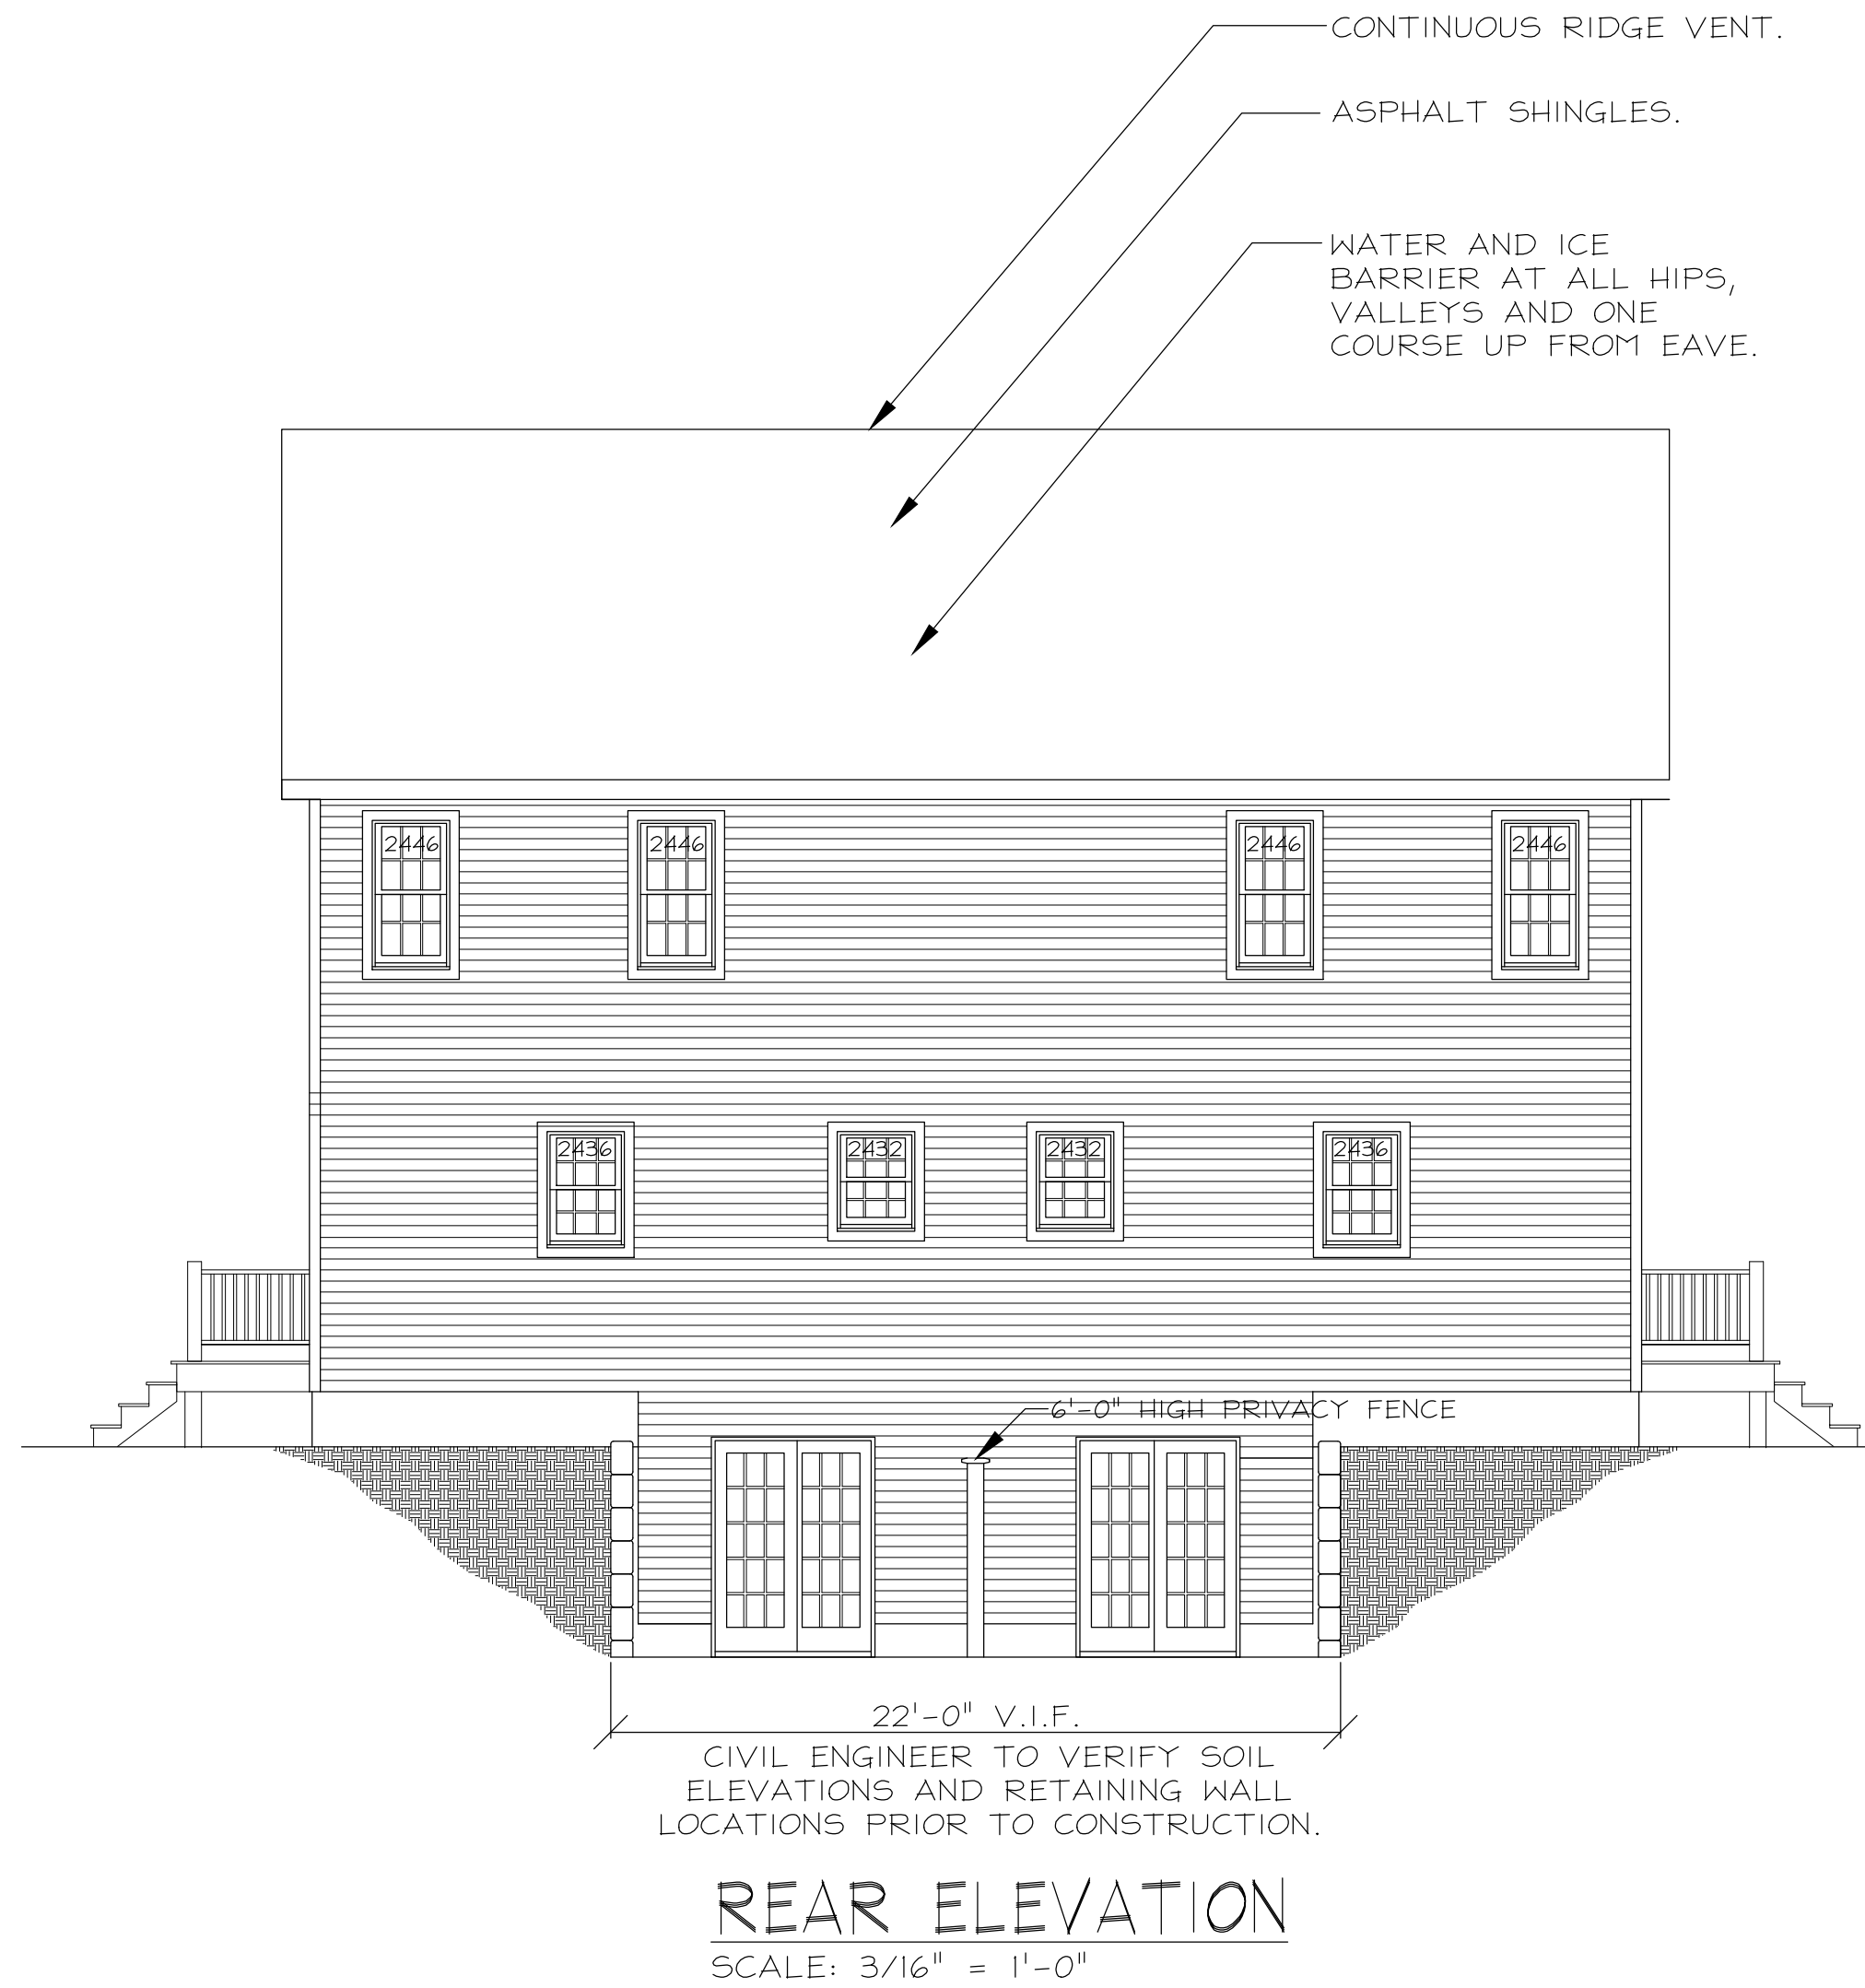 CONTINUOUS RIDGE VENT.
ASPHALT SHINGLES.
WATER AND ICE
BARRIER AT ALL HIPS,
VALLEYS AND ONE
COURSE UP FROM EAVE.
2446
2446
2446
2446
2436
2432
2432
2436
6'-0" HIGH PRIVACY FENCE
22'-0" V.I.F.
CIVIL ENGINEER TO VERIFY SOIL
ELEVATIONS AND RETAINING WALL
LOCATIONS PRIOR TO CONSTRUCTION.
REAR ELEVATION
SCALE: 3/16" = 1'-0"